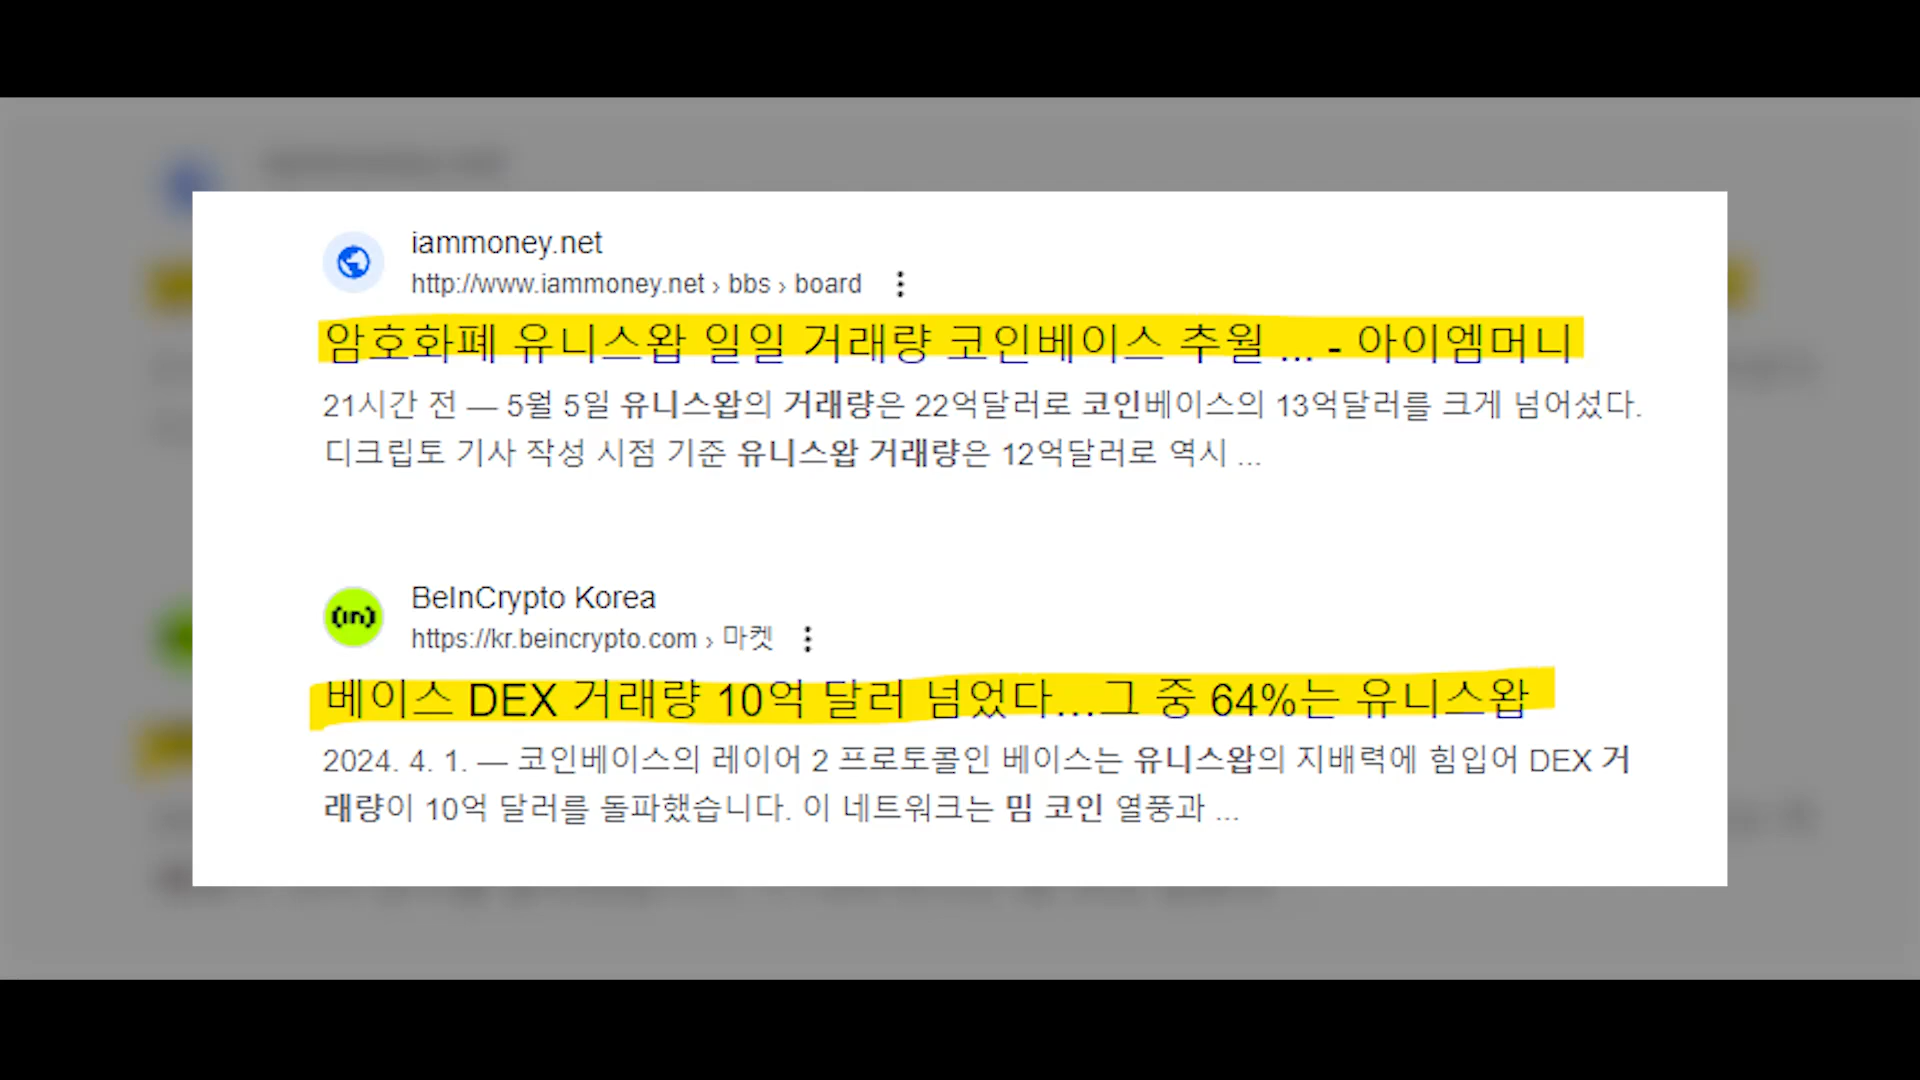 iammoney.net
http://www.iammoney.net › bbs › board
암호화폐 유니스왑 일일 거래량 코인베이스 추월 ... - 아이엠머니
21시간 전 — 5월 5일 유니스왑의 거래량은 22억달러로 코인베이스의 13억달러를 크게 넘어섰다.
디크립토 기사 작성 시점 기준 유니스왑 거래량은 12억달러로 역시 ...
(in)
BeInCrypto Korea
https://kr.beincrypto.com › 마켓
베이스 DEX 거래량 10억 달러 넘었다...그 중 64%는 유니스왑
2024. 4. 1. — 코인베이스의 레이어 2 프로토콜인 베이스는 유니스왑의 지배력에 힘입어 DEX 거
래량이 10억 달러를 돌파했습니다. 이 네트워크는 밈 코인 열풍과 ...